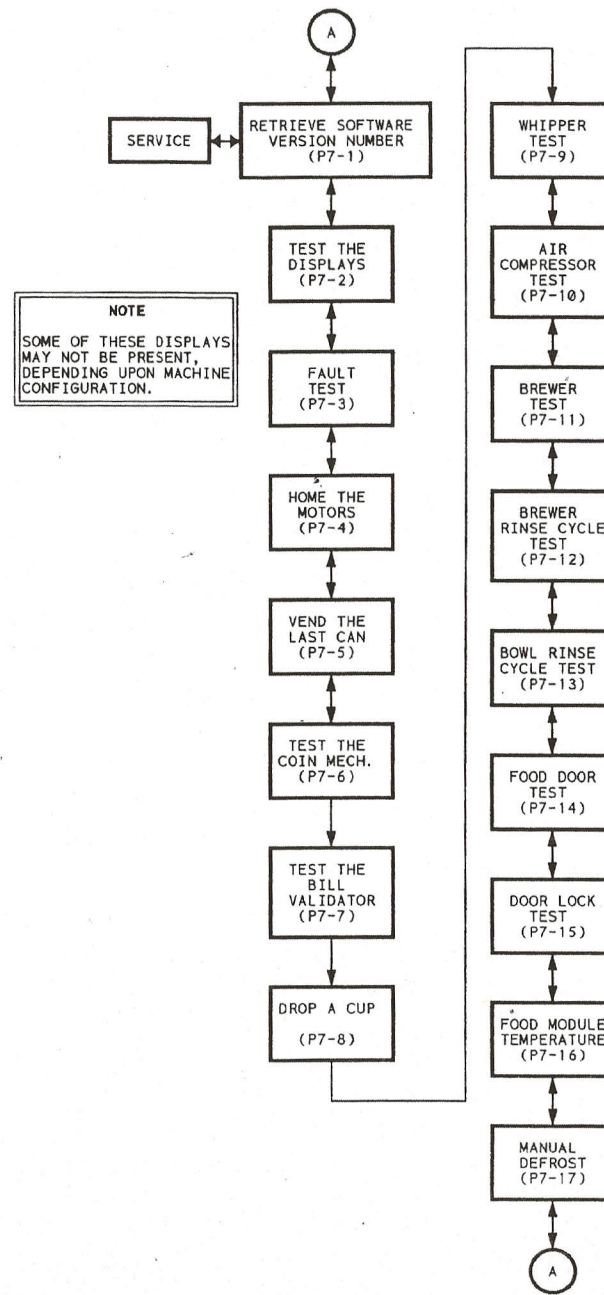 A
SERVICE
RETRIEVE SOFTWARE
VERSION NUMBER
(P7-1)
TEST THE
DISPLAYS
(P7-2)
NOTE
SOME OF THESE DISPLAYS
MAY NOT BE PRESENT,
DEPENDING UPON MACHINE
CONFIGURATION.
FAULT
TEST
(P7-3)
HOME THE
MOTORS
(P7-4)
VEND THE
LAST CAN
(P7-5)
TEST THE
COIN MECH.
(P7-6)
TEST THE
BILL
VALIDATOR
(P7-7)
DROP A CUP
(P7-8)
WHIPPER
TEST
(P7-9)
AIR
COMPRESSOR
TEST
(P7-10)
BREWER
TEST
(P7-11)
BREWER
RINSE CYCLE
TEST
(P7-12)
BOWL RINSE
CYCLE TEST
(P7-13)
FOOD DOOR
TEST
(P7-14)
DOOR LOCK
TEST
(P7-15)
FOOD MODULE
TEMPERATURE
(P7-16)
MANUAL
DEFROST
(P7-17)
A